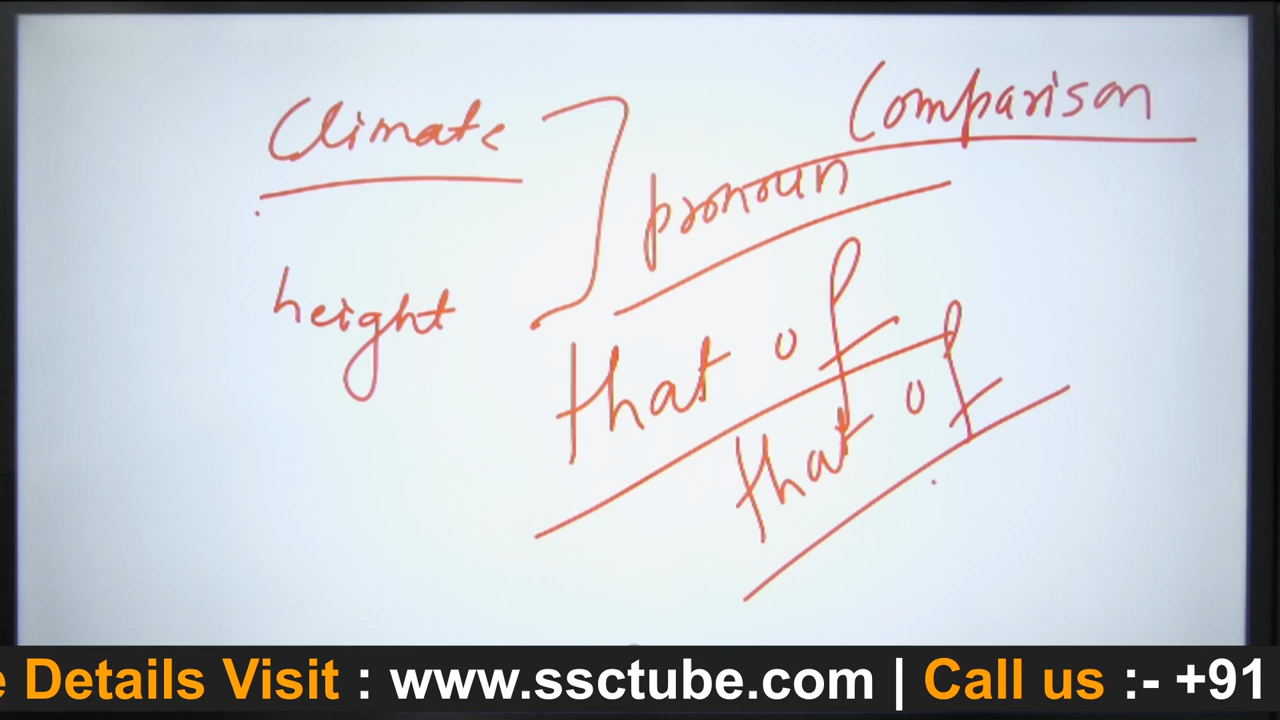 Comparison
Climate
pronoun
height
that of
that of
Details Visit : www.ssctube.com | Call us :- +91